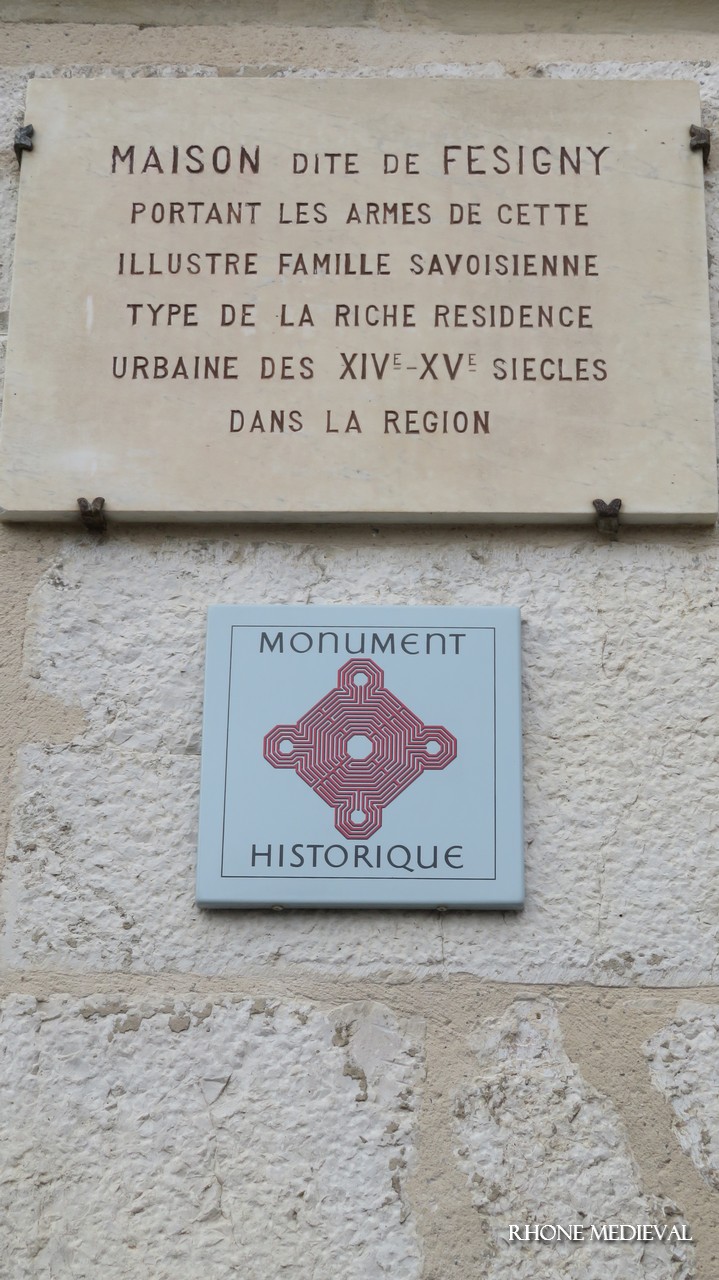 MAISON DITE DE FESIGNY
PORTANT LES ARMES DE CETTE
ILLUSTRE FAMILLE SAVOISIENNE
TYPE DE LA RICHE RESIDENCE
URBAINE DES XIVE-XVE SIECLES
DANS LA REGION
MONUMENT
HISTORIQUE
RHONE MEDIEVAL